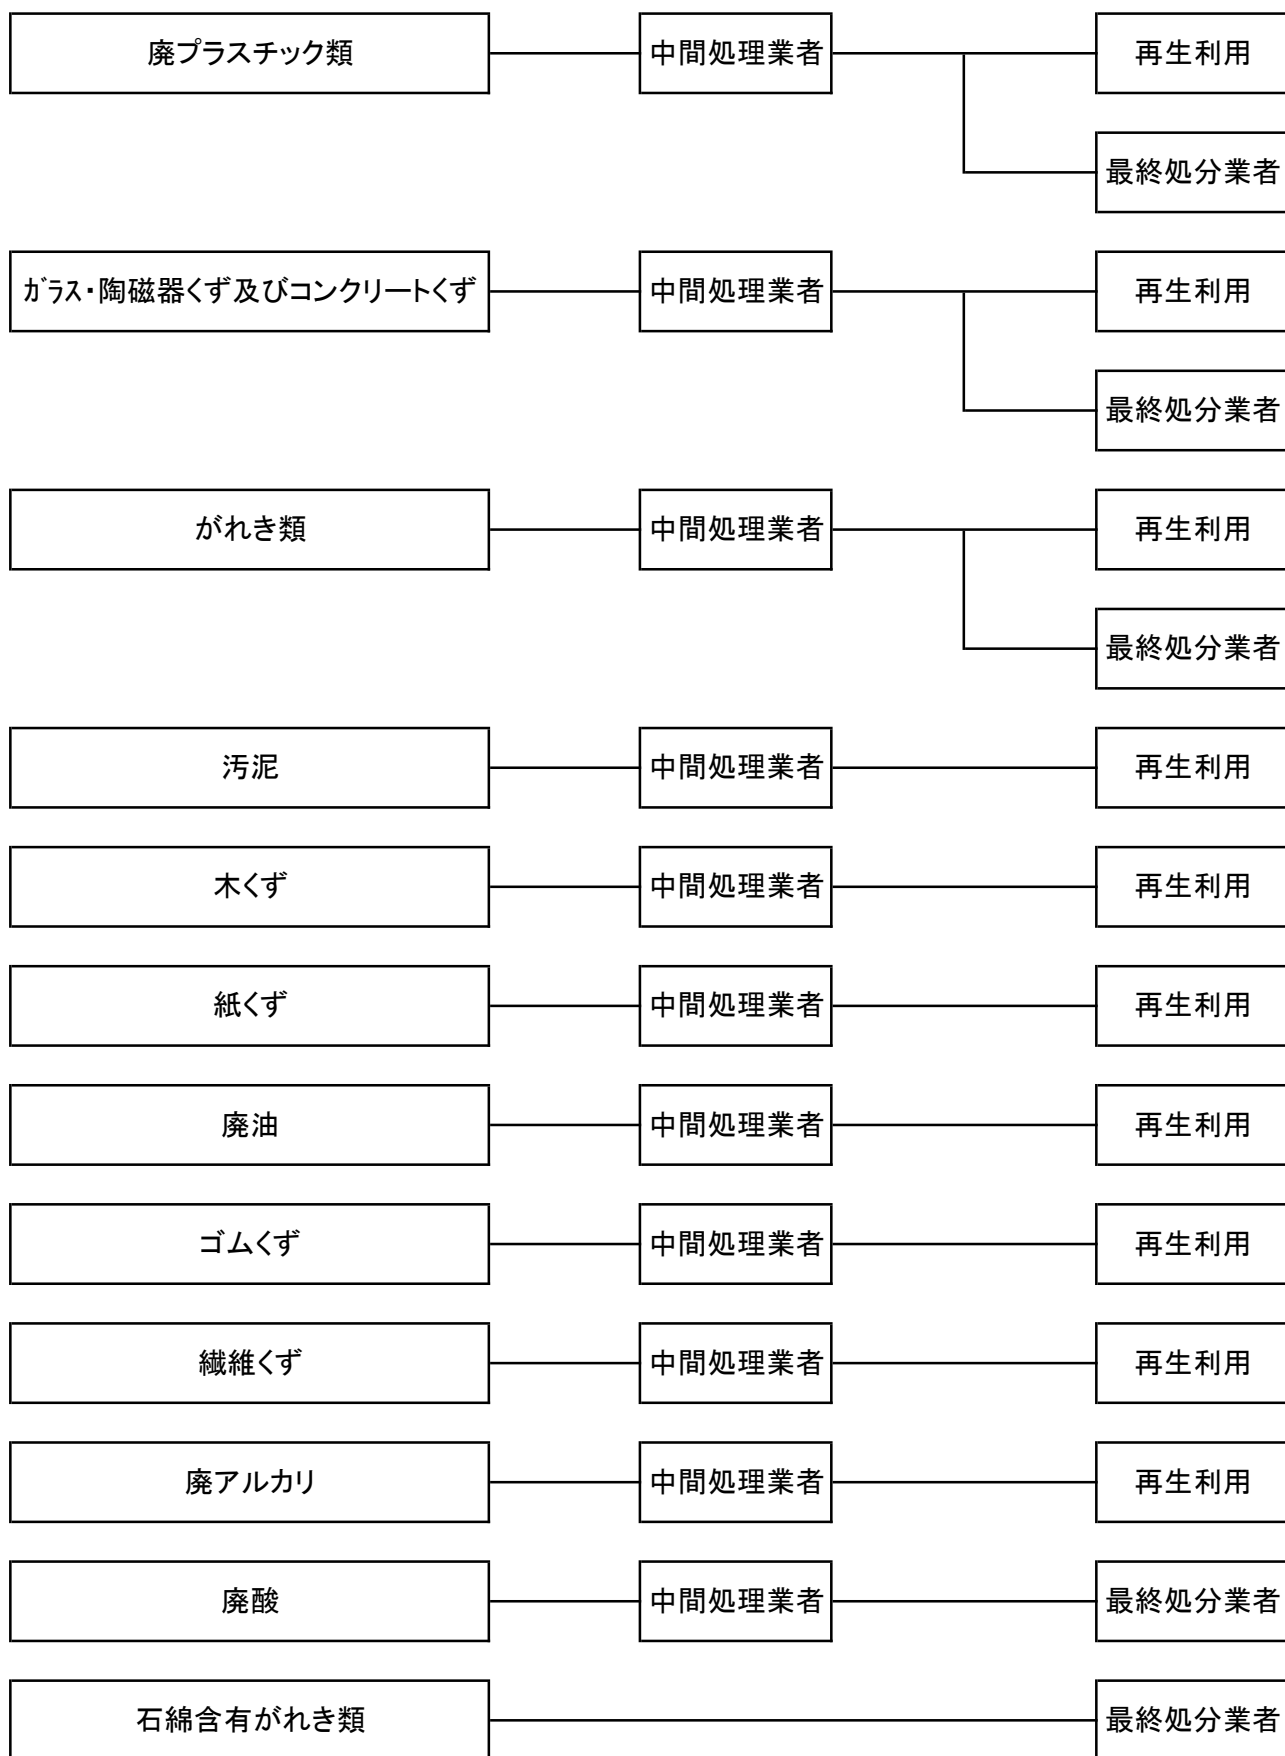 廃プラスチック類 中間処理業者 再生利用
最終処分業者
ｶﾞﾗｽ・陶磁器くず及びコンクリートくず 中間処理業者 再生利用
最終処分業者
がれき類 中間処理業者 再生利用
最終処分業者
汚泥 中間処理業者 再生利用
木くず 中間処理業者 再生利用
紙くず 中間処理業者 再生利用
廃油 中間処理業者 再生利用
ゴムくず 中間処理業者 再生利用
繊維くず 中間処理業者 再生利用
廃アルカリ 中間処理業者 再生利用
廃酸 中間処理業者 最終処分業者
石綿含有がれき類 最終処分業者